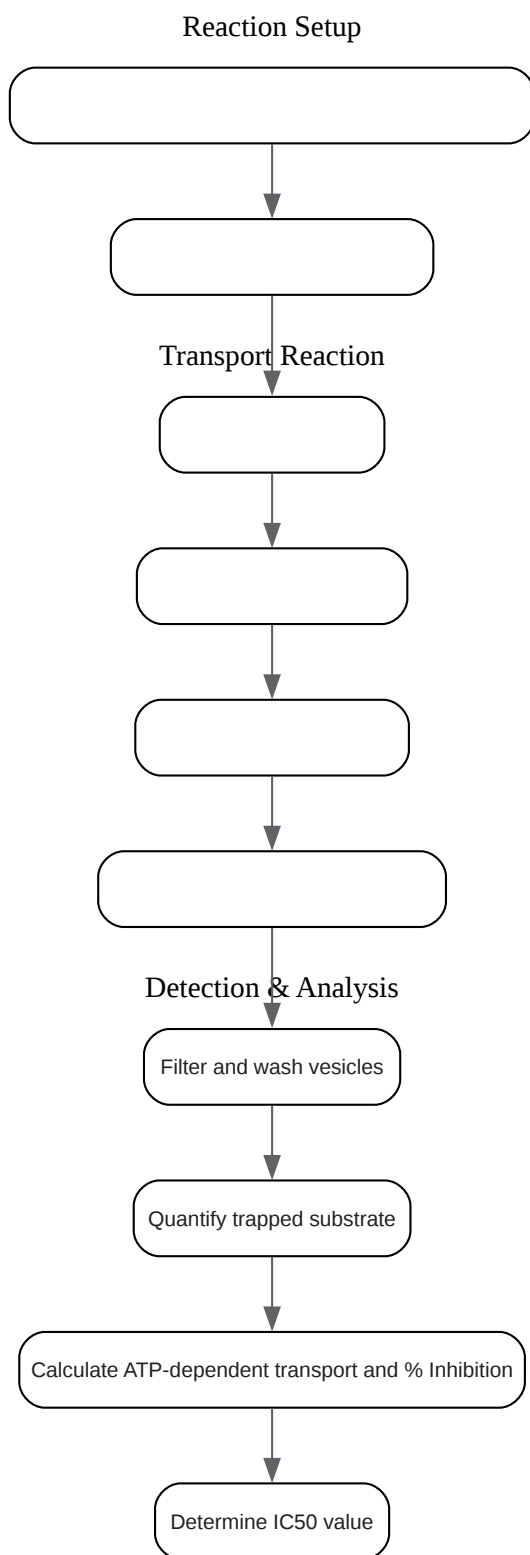 Reaction Setup
Transport Reaction
Detection & Analysis
Filter and wash vesicles
Quantify trapped substrate
Calculate ATP-dependent transport and % Inhibition
Determine IC50 value